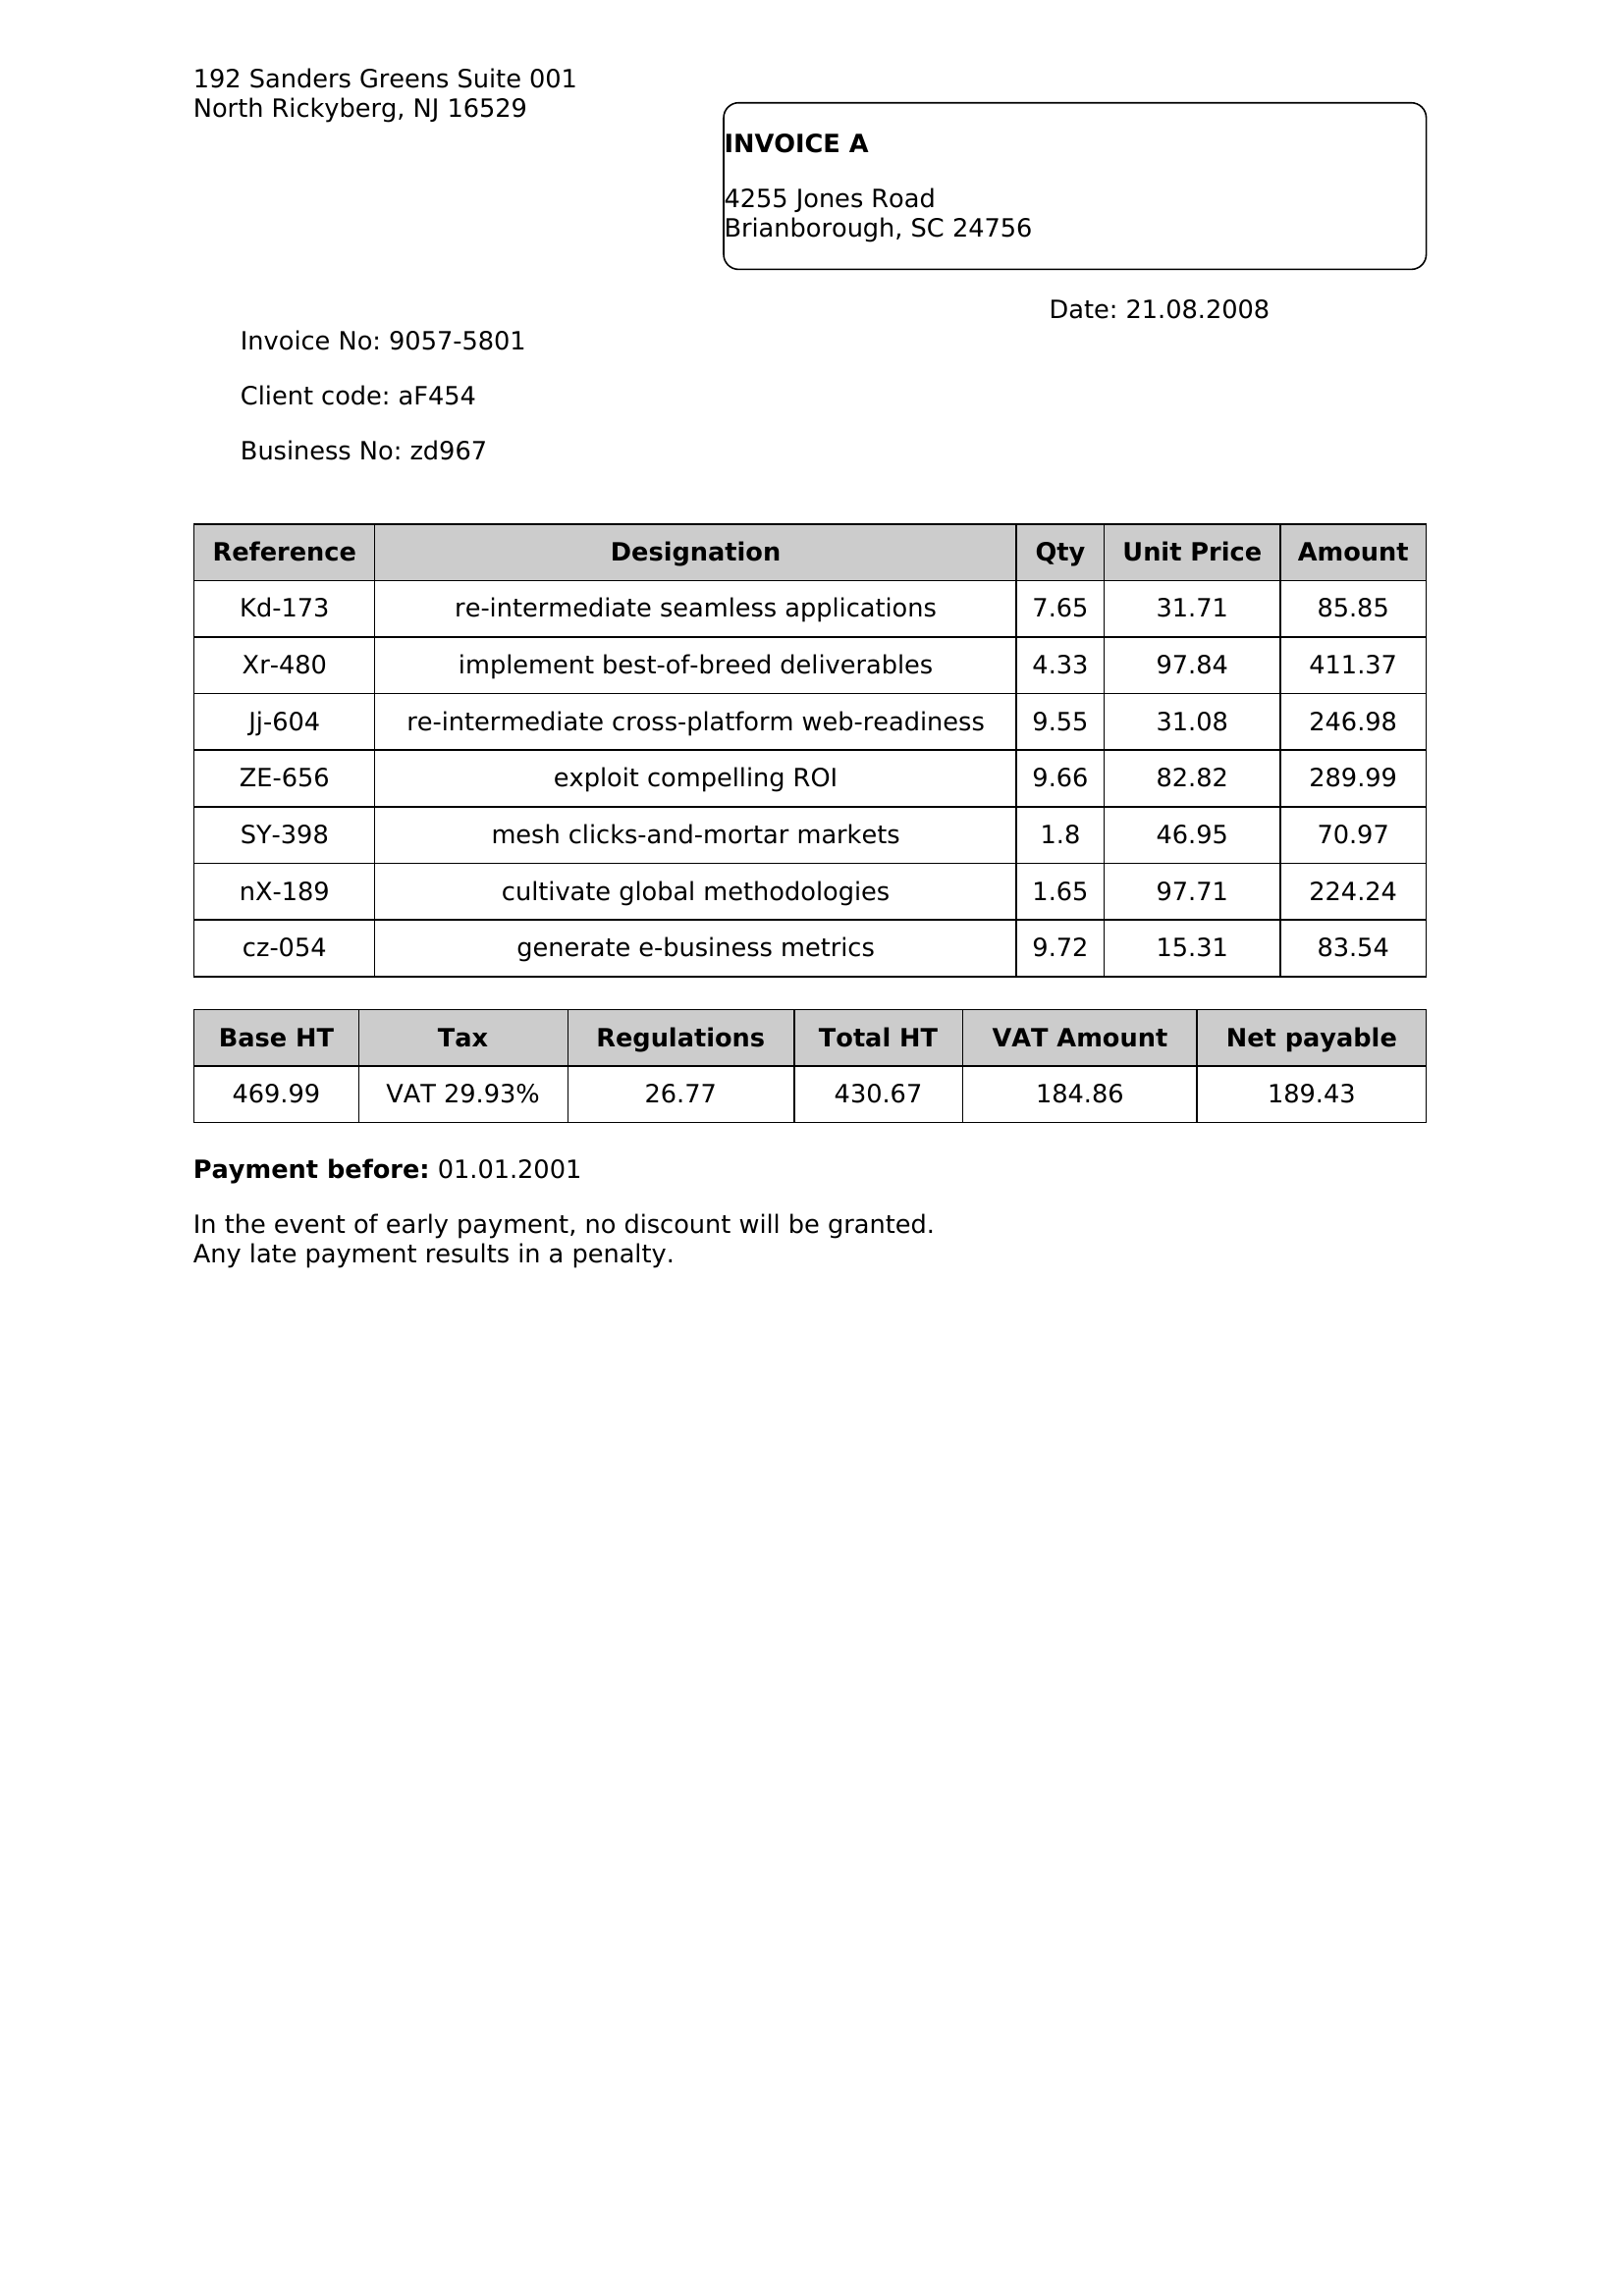 192 Sanders Greens Suite 001
North Rickyberg, NJ 16529
INVOICE A
4255 Jones Road
Brianborough, SC 24756
Date: 21.08.2008
Invoice No: 9057-5801
Client code: aF454
Business No: zd967
Reference Designation Qty Unit Price Amount
Kd-173 re-intermediate seamless applications 7.65 31.71 85.85
Xr-480 implement best-of-breed deliverables 4.33 97.84 411.37
Jj-604 re-intermediate cross-platform web-readiness 9.55 31.08 246.98
ZE-656 exploit compelling ROI 9.66 82.82 289.99
SY-398 mesh clicks-and-mortar markets 1.8 46.95 70.97
nX-189 cultivate global methodologies 1.65 97.71 224.24
cz-054 generate e-business metrics 9.72 15.31 83.54
Base HT Tax Regulations Total HT VAT Amount Net payable
469.99 VAT 29.93% 26.77 430.67 184.86 189.43
Payment before: 01.01.2001
In the event of early payment, no discount will be granted.
Any late payment results in a penalty.